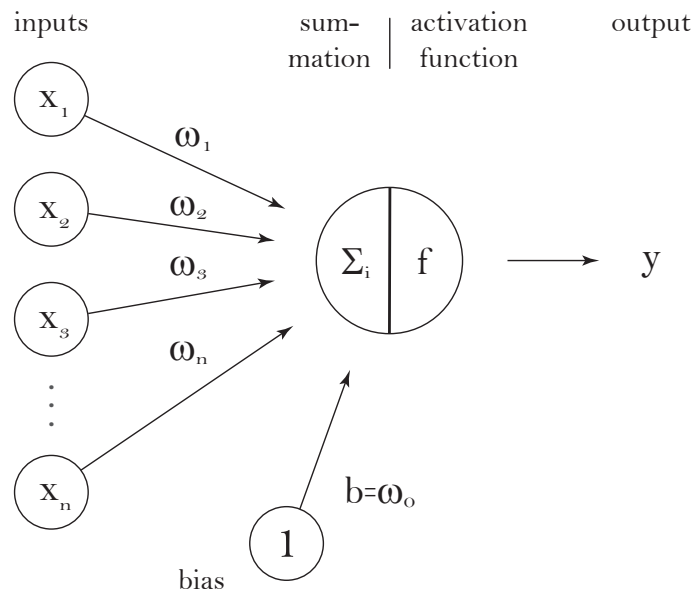 inputs
sum-
mation
activation
function
output
x₁
ω₁
x₂
ω₂
ω₃
x₃
Σᵢ
f
y
ωₙ
xₙ
b=ω₀
1
bias